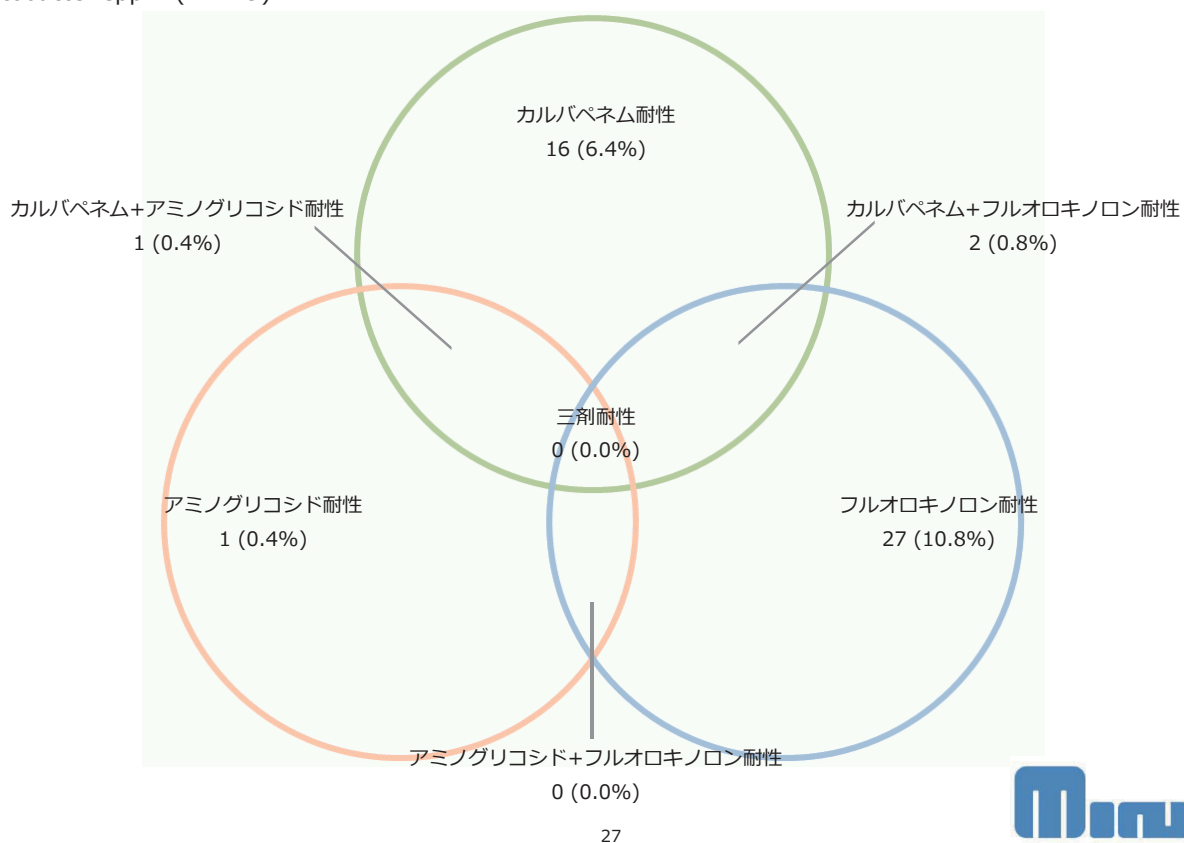 カルバペネム耐性
16 (6.4%)
カルバペネム+アミノグリコシド耐性
1 (0.4%)
カルバペネム+フルオロキノロン耐性
2 (0.8%)
三剤耐性
0 (0.0%)
アミノグリコシド耐性
1 (0.4%)
フルオロキノロン耐性
27 (10.8%)
アミノグリコシド+フルオロキノロン耐性
0 (0.0%)
27